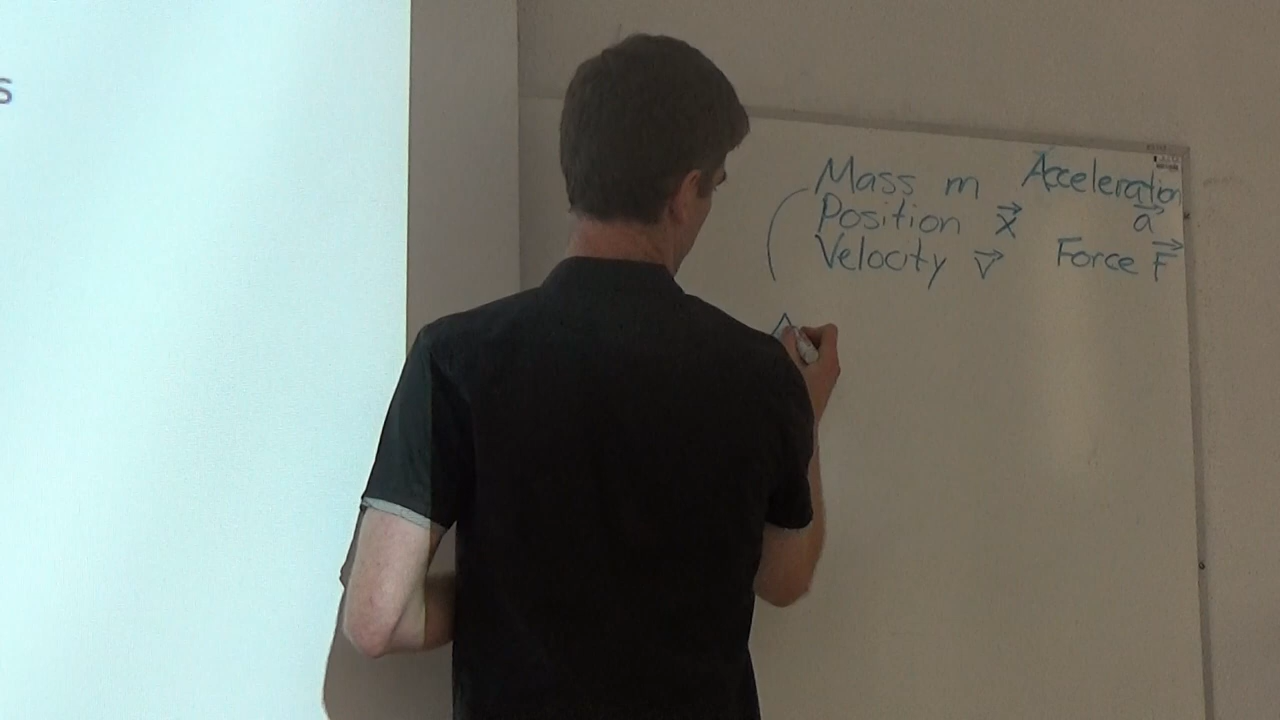 s
Mass m Acceleration
Position x⃗ a⃗
Velocity v⃗ Force F⃗